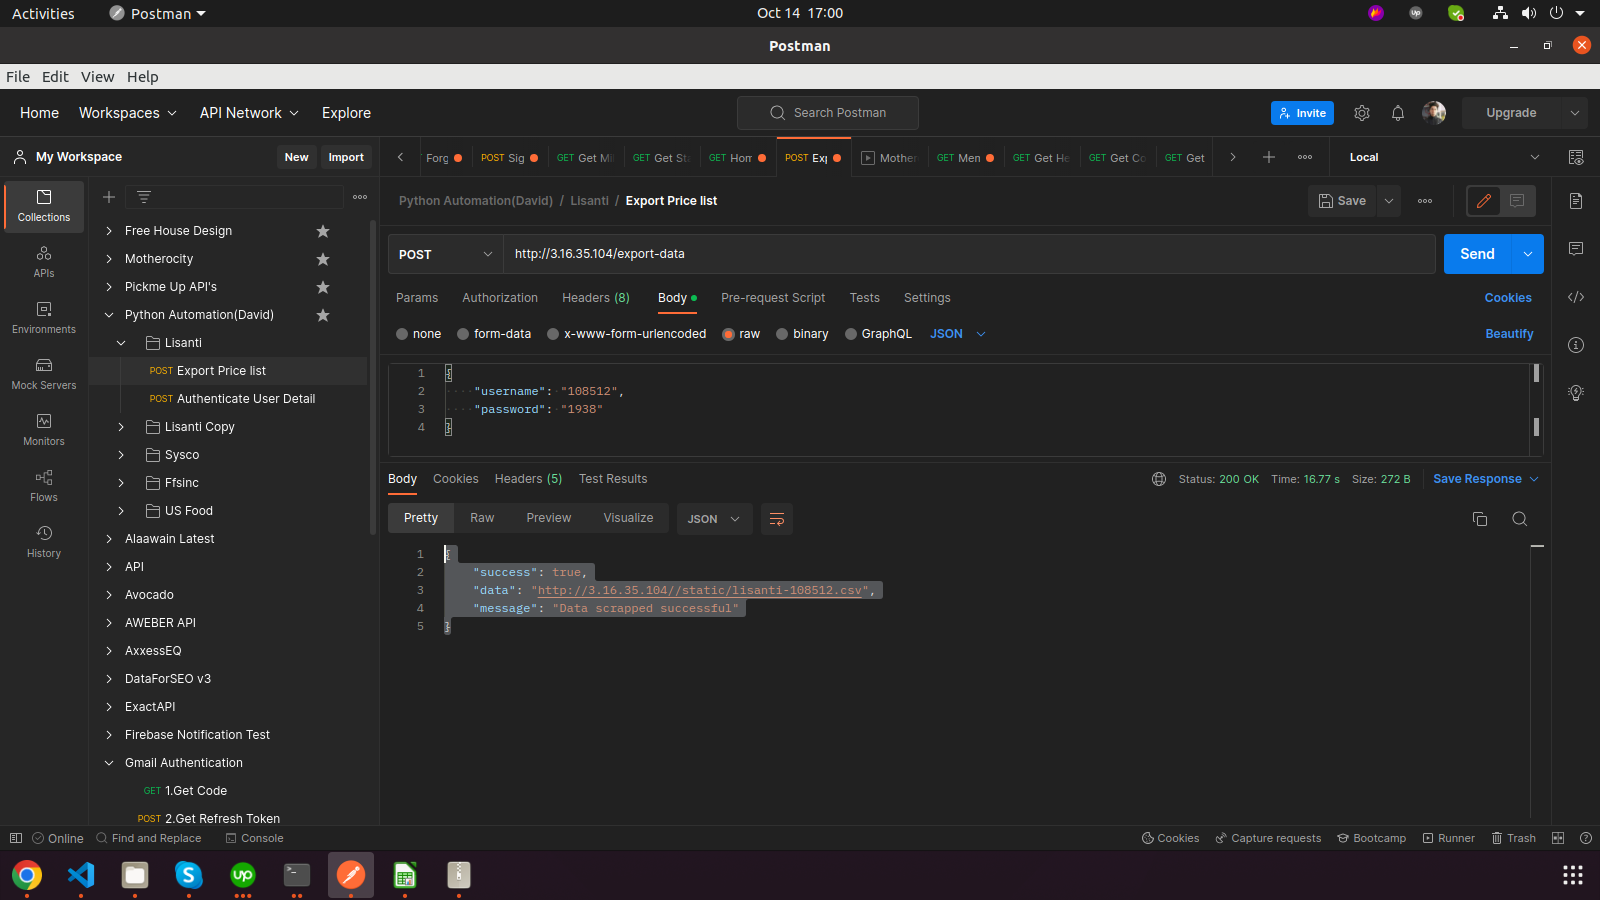 Activities Postman Oct 14 17:00
Postman
File Edit View Help
Home Workspaces API Network Explore Search Postman Invite Upgrade
My Workspace New Import Forg POST Sig GET Get Mi GET Get Sta GET Hom POST Exp Mother GET Mem GET Get He GET Get Co GET Get Local
Collections
APIs
Environments
Mock Servers
Monitors
Flows
History
Free House Design
Motherocity
Pickme Up API's
Python Automation(David)
Lisanti
POST Export Price list
POST Authenticate User Detail
Lisanti Copy
Sysco
Ffsinc
US Food
Alaawain Latest
API
Avocado
AWEBER API
AxxessEQ
DataForSEO v3
ExactAPI
Firebase Notification Test
Gmail Authentication
GET 1.Get Code
POST 2.Get Refresh Token
Python Automation(David) / Lisanti / Export Price list Save
POST http://3.16.35.104/export-data Send
Params Authorization Headers (8) Body Pre-request Script Tests Settings Cookies
none form-data x-www-form-urlencoded raw binary GraphQL JSON Beautify
1 {
2 "username": "108512",
3 "password": "1938"
4 }
Body Cookies Headers (5) Test Results Status: 200 OK Time: 16.77 s Size: 272 B Save Response
Pretty Raw Preview Visualize JSON
1 {
2 "success": true,
3 "data": "http://3.16.35.104//static/lisanti-108512.csv",
4 "message": "Data scrapped successful"
5 }
Online Find and Replace Console Cookies Capture requests Bootcamp Runner Trash
up